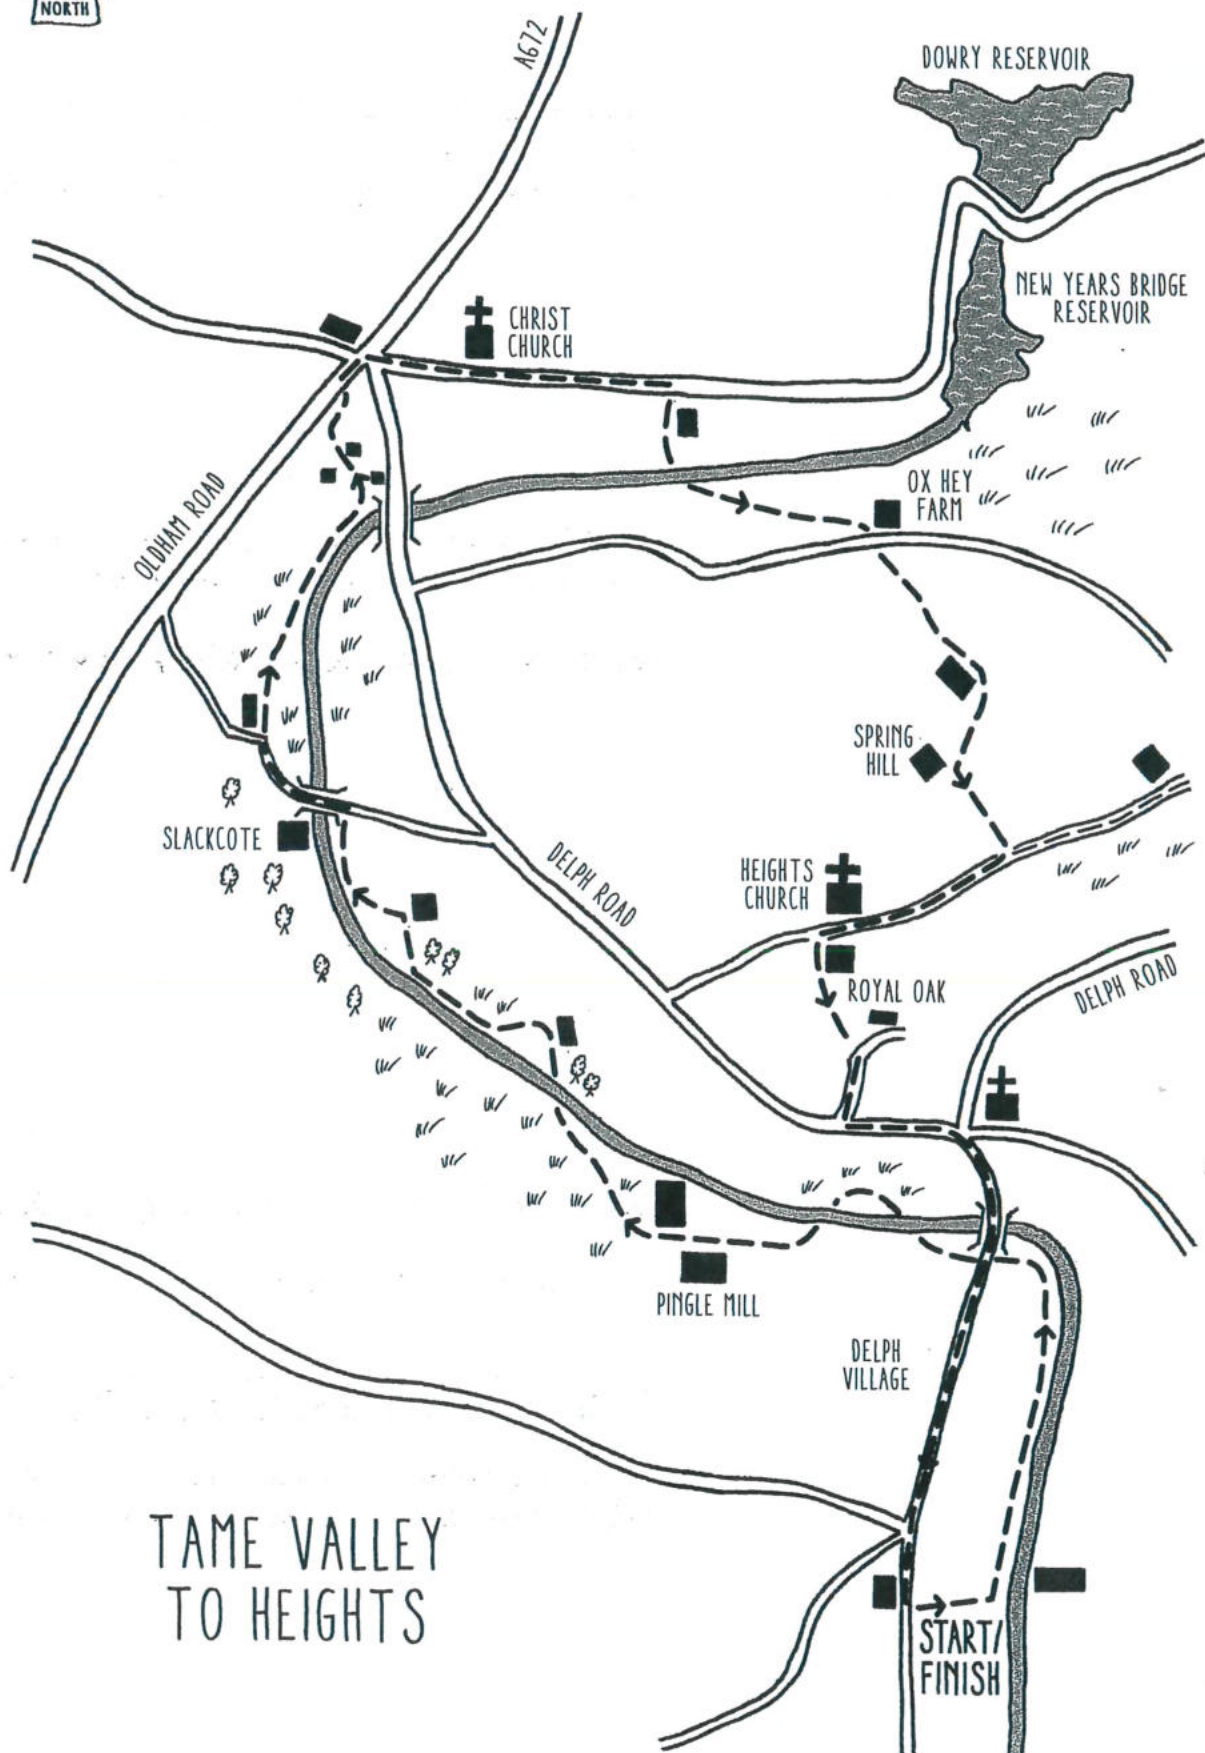 NORTH
A672
DOWRY RESERVOIR
NEW YEARS BRIDGE
RESERVOIR
CHRIST
CHURCH
OX HEY
FARM
OLDHAM ROAD
SPRING
HILL
SLACKCOTE
DELPH ROAD
HEIGHTS
CHURCH
ROYAL OAK
DELPH ROAD
PINGLE MILL
DELPH
VILLAGE
TAME VALLEY
TO HEIGHTS
START/
FINISH